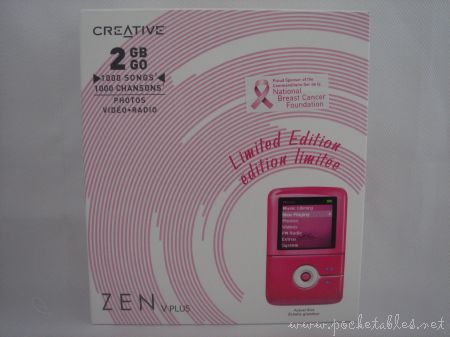 CREATIVE
2 GB
GO
1000 SONGS
1000 CHANSONS
PHOTOS
VIDEO+RADIO
Proud Sponsor of the
National
Breast Cancer
Foundation
Limited Edition
edition limitee
Music Library
Now Playing
Photos
Videos
FM Radio
Extras
System
ZEN V PLUS
Actual Size
www.pocketables.net